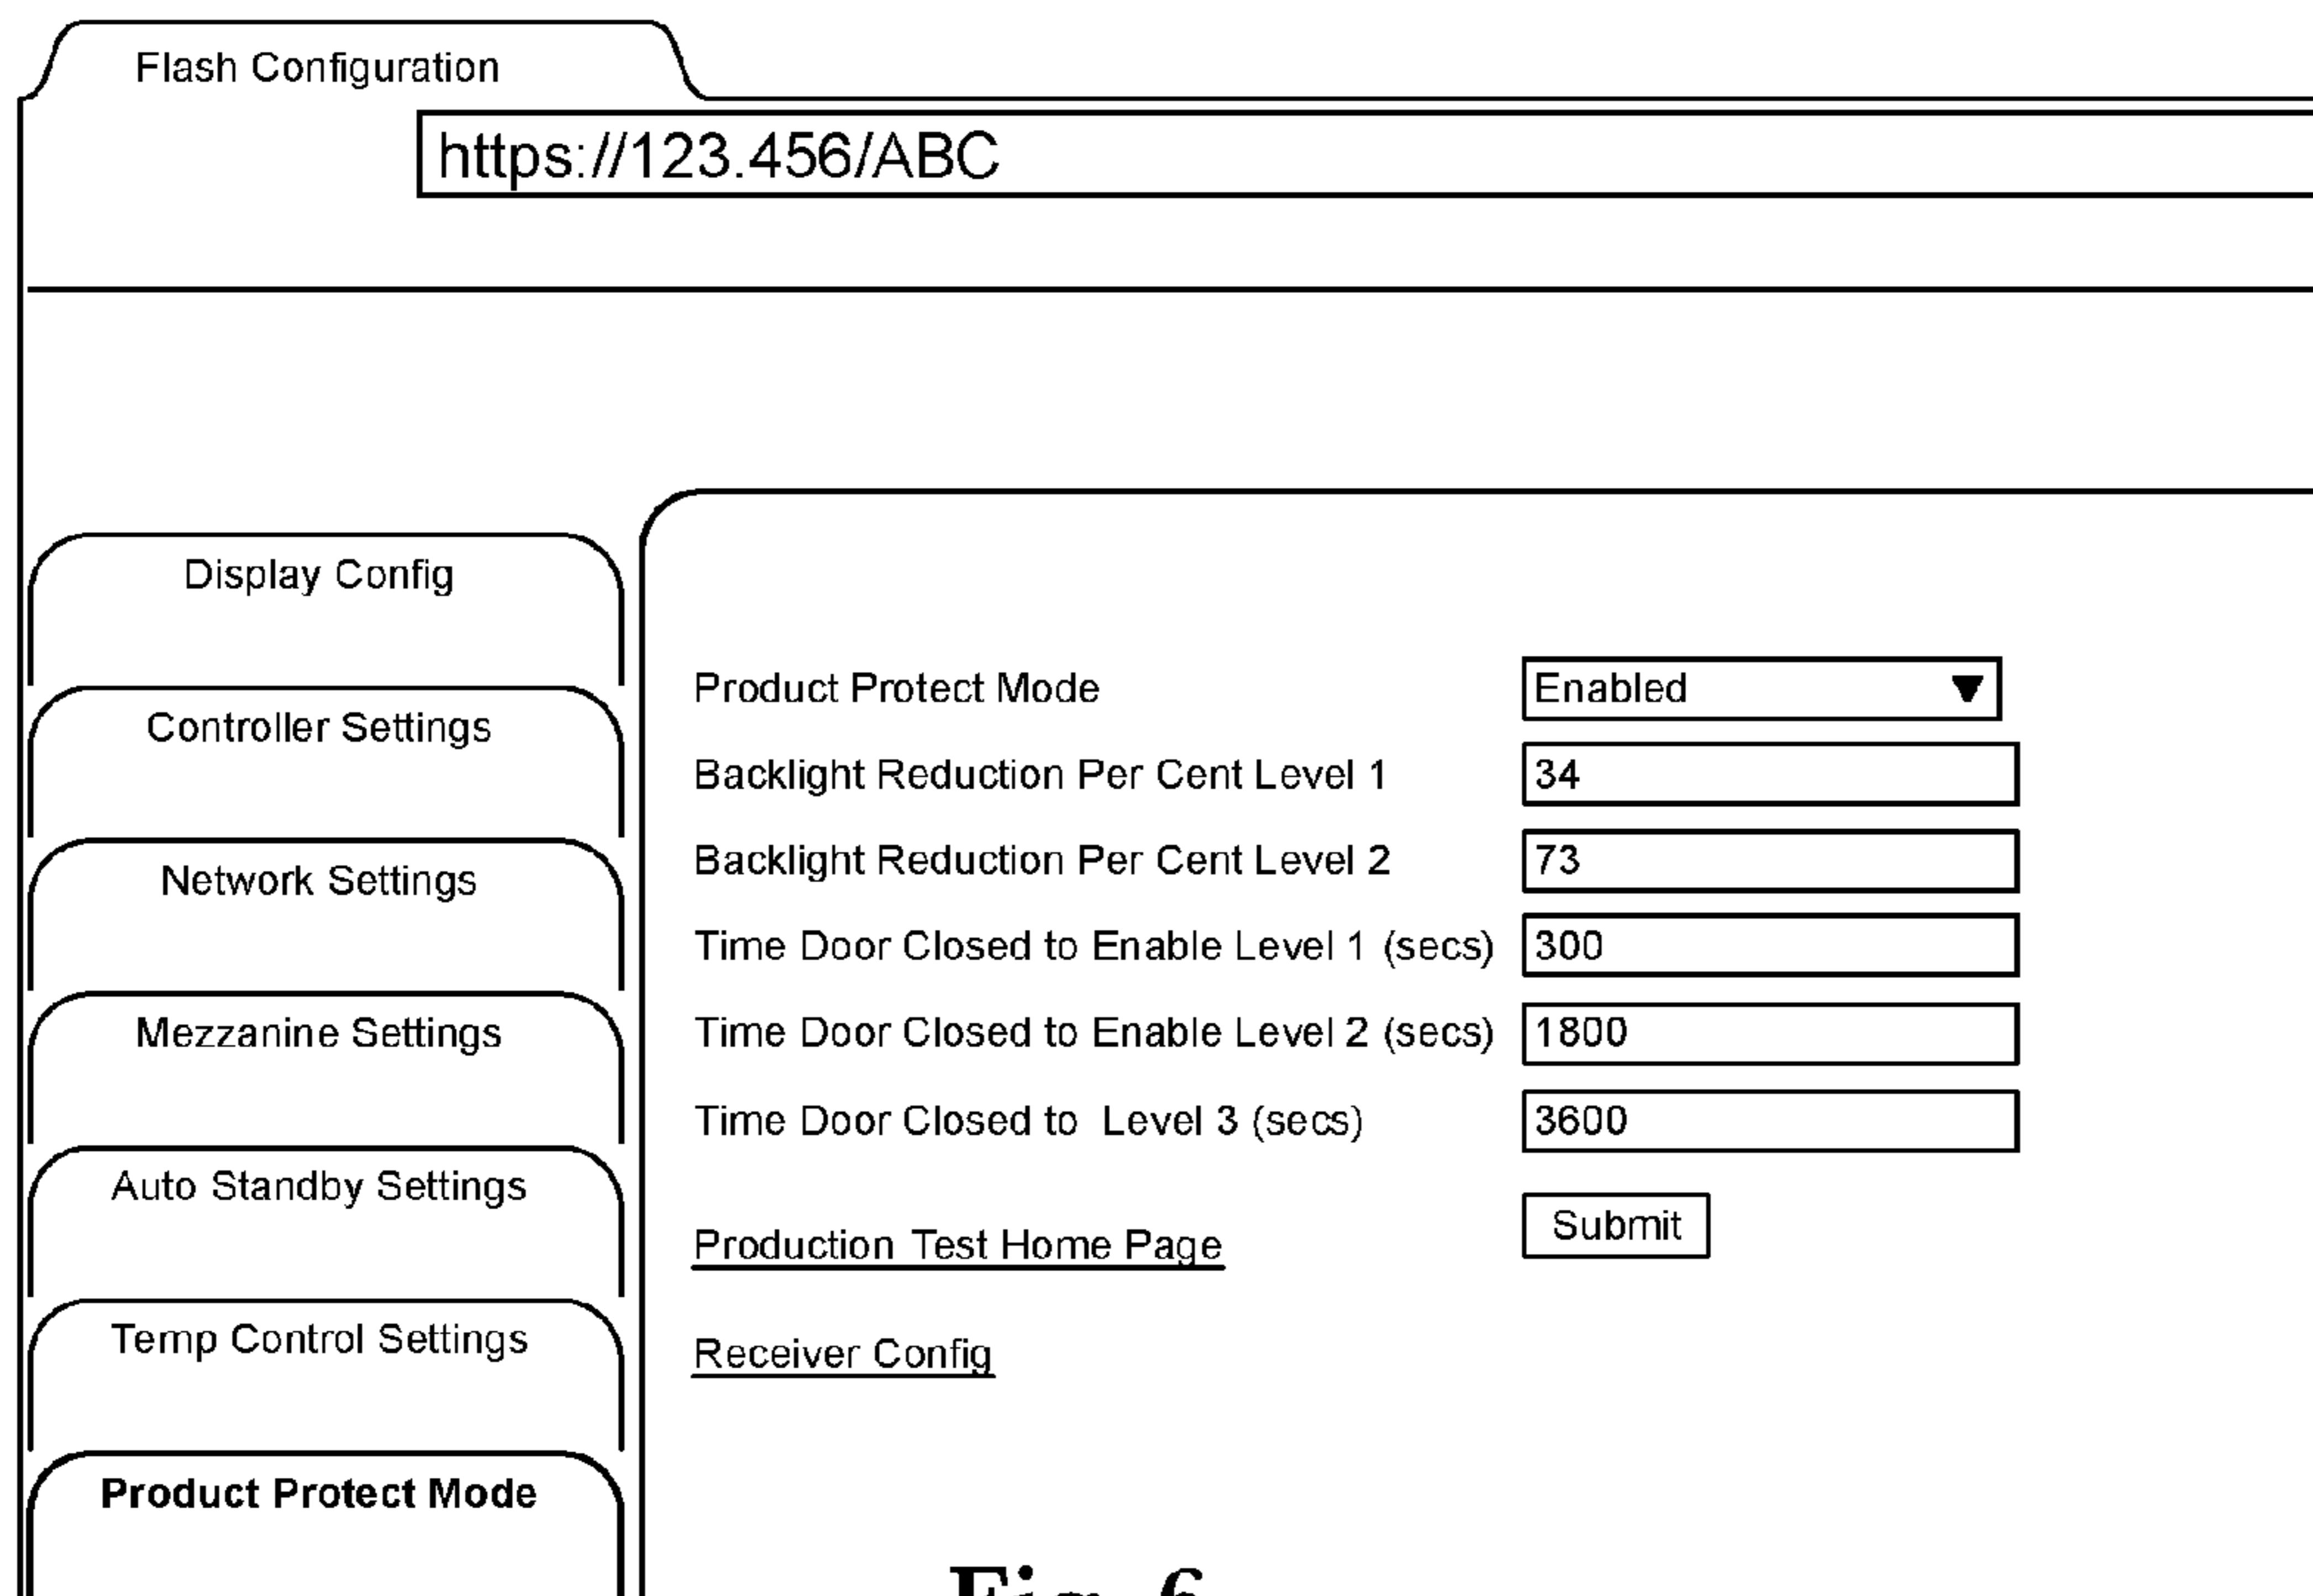 Flash Configuration
https://123.456/ABC
Display Config
Controller Settings
Network Settings
Mezzanine Settings
Auto Standby Settings
Temp Control Settings
Product Protect Mode
Product Protect Mode Enabled
Backlight Reduction Per Cent Level 1 34
Backlight Reduction Per Cent Level 2 73
Time Door Closed to Enable Level 1 (secs) 300
Time Door Closed to Enable Level 2 (secs) 1800
Time Door Closed to Level 3 (secs) 3600
Submit
Production Test Home Page
Receiver Config
Fig. 6